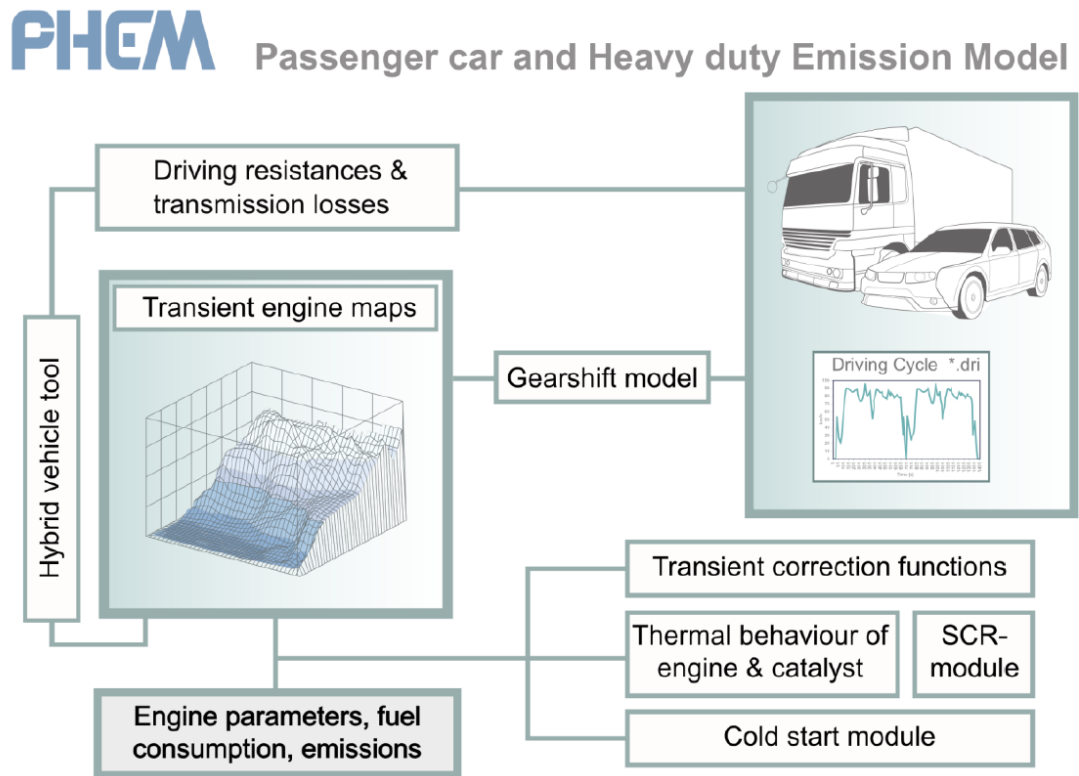 PHEM
Passenger car and Heavy duty Emission Model
Driving resistances &
transmission losses
Transient engine maps
Hybrid vehicle tool
Gearshift model
Driving Cycle *.dri
Transient correction functions
Thermal behaviour of
engine & catalyst
SCR-
module
Cold start module
Engine parameters, fuel
consumption, emissions